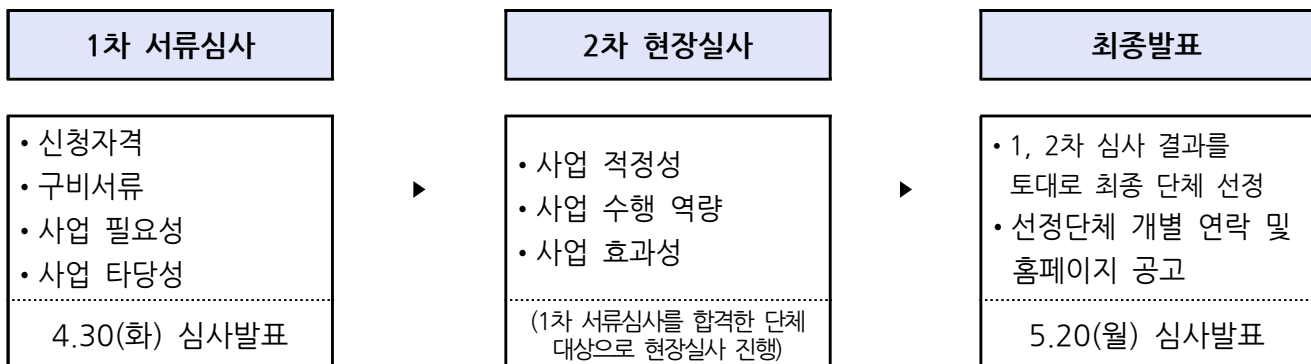 1차 서류심사
• 신청자격
• 구비서류
• 사업 필요성
• 사업 타당성
4.30(화) 심사발표
2차 현장실사
• 사업 적정성
• 사업 수행 역량
• 사업 효과성
(1차 서류심사를 합격한 단체
대상으로 현장실사 진행)
최종발표
• 1, 2차 심사 결과를
토대로 최종 단체 선정
• 선정단체 개별 연락 및
홈페이지 공고
5.20(월) 심사발표